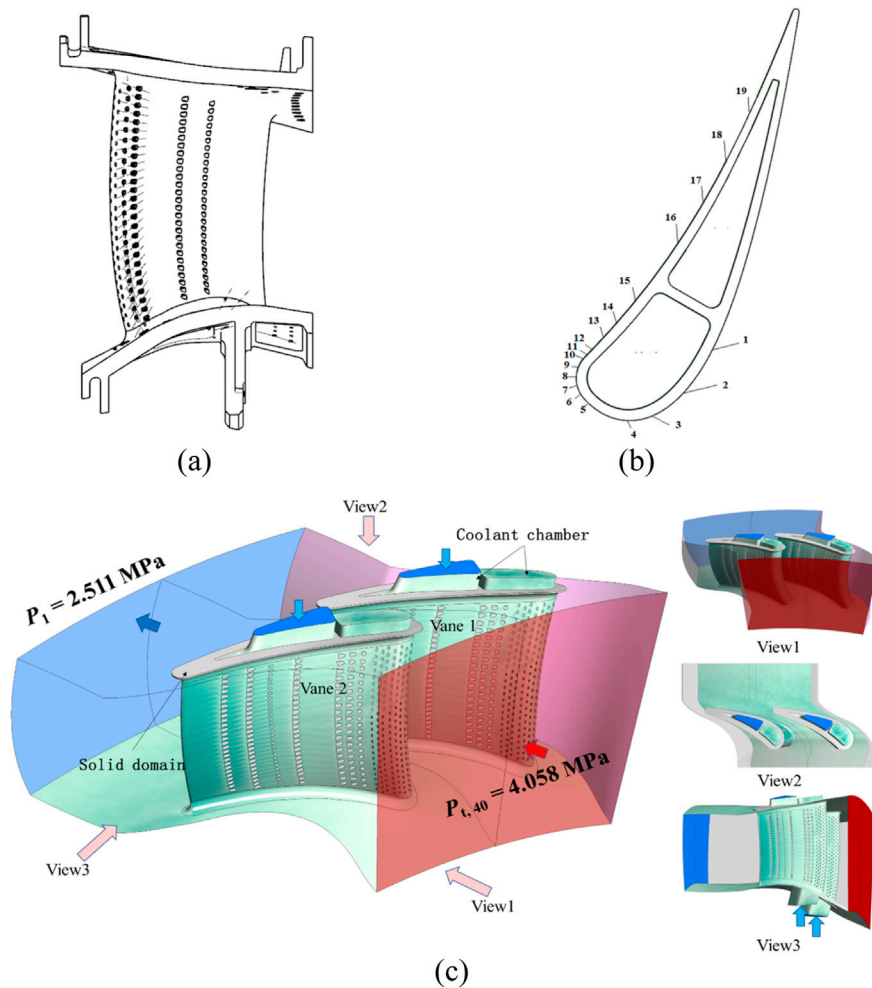 19
18
17
16
15
14
13
12
11
10
9
8
7
6
5
4
3
2
1
(a)
(b)
View2
Coolant chamber
P1 = 2.511 MPa
Vane 1
Vane 2
Solid domain
Pt, 40 = 4.058 MPa
View3
View1
View1
View2
View3
(c)